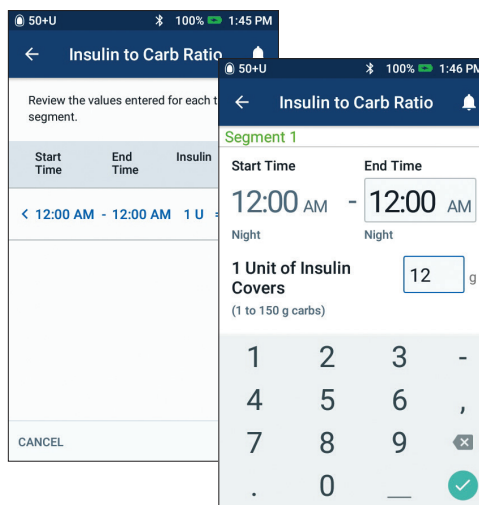 50+U 100% 1:45 PM
Insulin to Carb Ratio
Review the values entered for each
segment.
Start Time End Time Insulin
12:00 AM - 12:00 AM 1 U
CANCEL
50+U 100% 1:46 PM
Insulin to Carb Ratio
Segment 1
Start Time End Time
12:00 AM - 12:00 AM
Night Night
1 Unit of Insulin
Covers
12 g
(1 to 150 g carbs)
1 2 3 -
4 5 6 ,
7 8 9
. 0 _